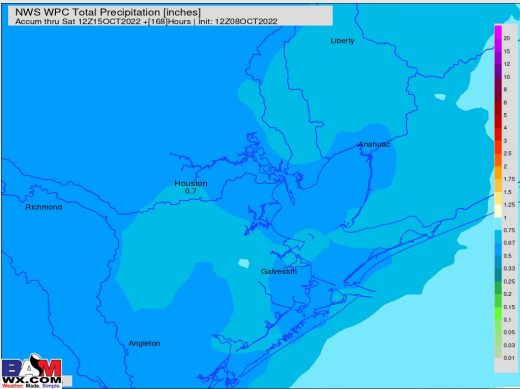 NWS WPC Total Precipitation [inches]
Accum thru Sat 12Z15OCT2022 +[168]Hours | Init: 12Z08OCT2022
Liberty
Anahuac
Houston
0.7
Richmond
Galveston
Angleton
20
15
12
10
8
6
5
4
3
2.5
2
1.75
1.5
1.25
1
0.75
0.67
0.5
0.33
0.25
0.2
0.15
0.1
0.05
0.03
0.01
BAM
WX.COM
Weather. Made. Simple.